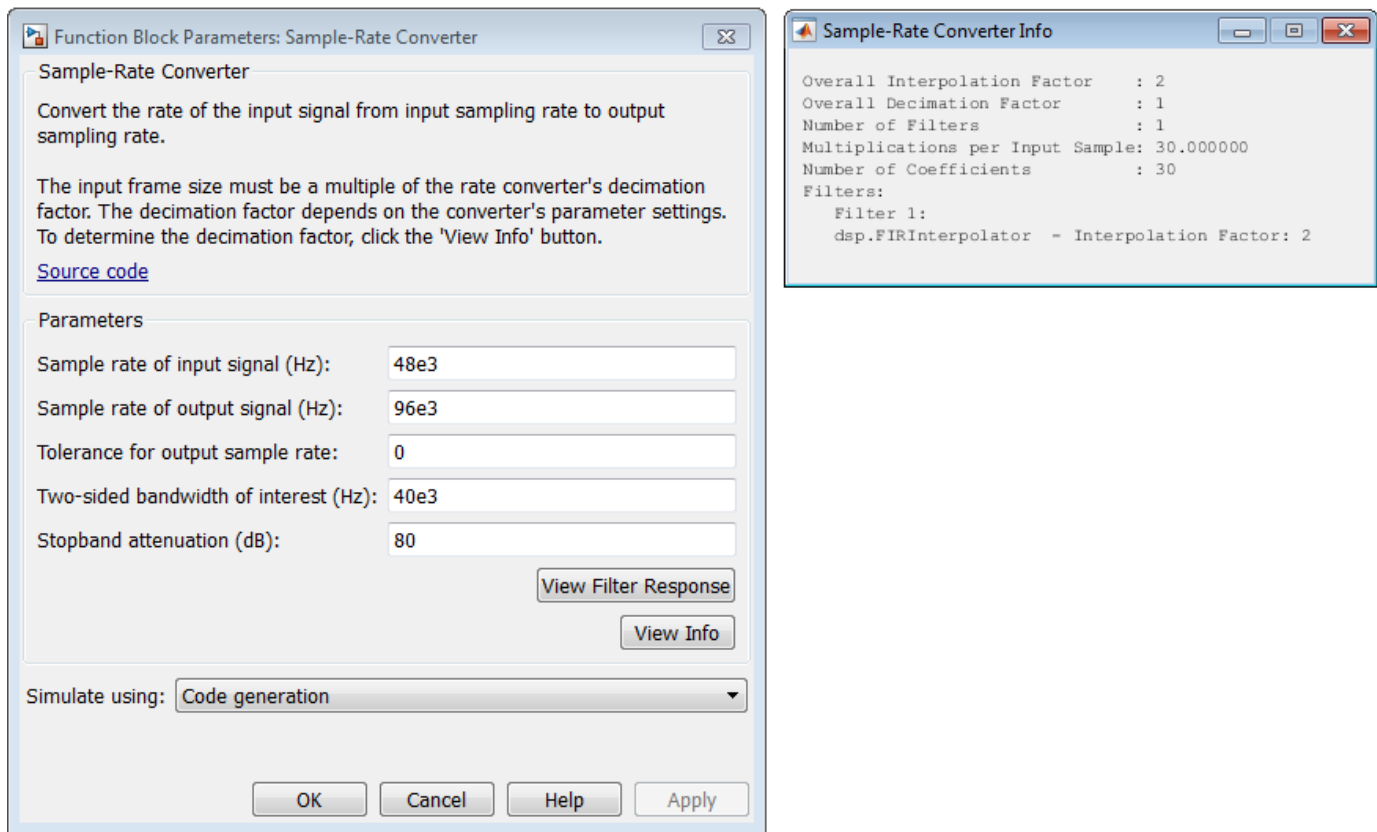 Function Block Parameters: Sample-Rate Converter
Sample-Rate Converter
Convert the rate of the input signal from input sampling rate to output
sampling rate.
The input frame size must be a multiple of the rate converter's decimation
factor. The decimation factor depends on the converter's parameter settings.
To determine the decimation factor, click the 'View Info' button.
Source code
Parameters
Sample rate of input signal (Hz): 48e3
Sample rate of output signal (Hz): 96e3
Tolerance for output sample rate: 0
Two-sided bandwidth of interest (Hz): 40e3
Stopband attenuation (dB): 80
View Filter Response
View Info
Simulate using: Code generation
OK Cancel Help Apply
Sample-Rate Converter Info
Overall Interpolation Factor : 2
Overall Decimation Factor : 1
Number of Filters : 1
Multiplications per Input Sample: 30.000000
Number of Coefficients : 30
Filters:
Filter 1:
dsp.FIRInterpolator - Interpolation Factor: 2